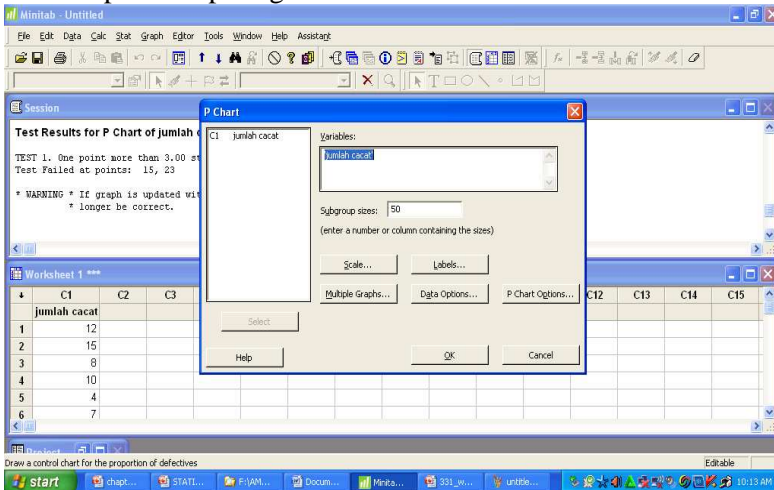 Minitab - Untitled
File Edit Data Calc Stat Graph Editor Tools Window Help Assistant
Session
Test Results for P Chart of jumlah
TEST 1. One point more than 3.00 st
Test Failed at points: 15, 23
* WARNING * If graph is updated wit
* longer be correct.
P Chart
C1 jumlah cacat
Variables:
'jumlah cacat'
Subgroup sizes: 50
(enter a number or column containing the sizes)
Scale... Labels...
Multiple Graphs... Data Options... P Chart Options...
Select
Help OK Cancel
Worksheet 1 ***
C1 C2 C3 C12 C13 C14 C15
jumlah cacat
1 12
2 15
3 8
4 10
5 4
6 7
Draw a control chart for the proportion of defectives
Editable
start chapt... STATI... F:\AM... Docum... Minita... 331_w... untitle... 10:13 AM